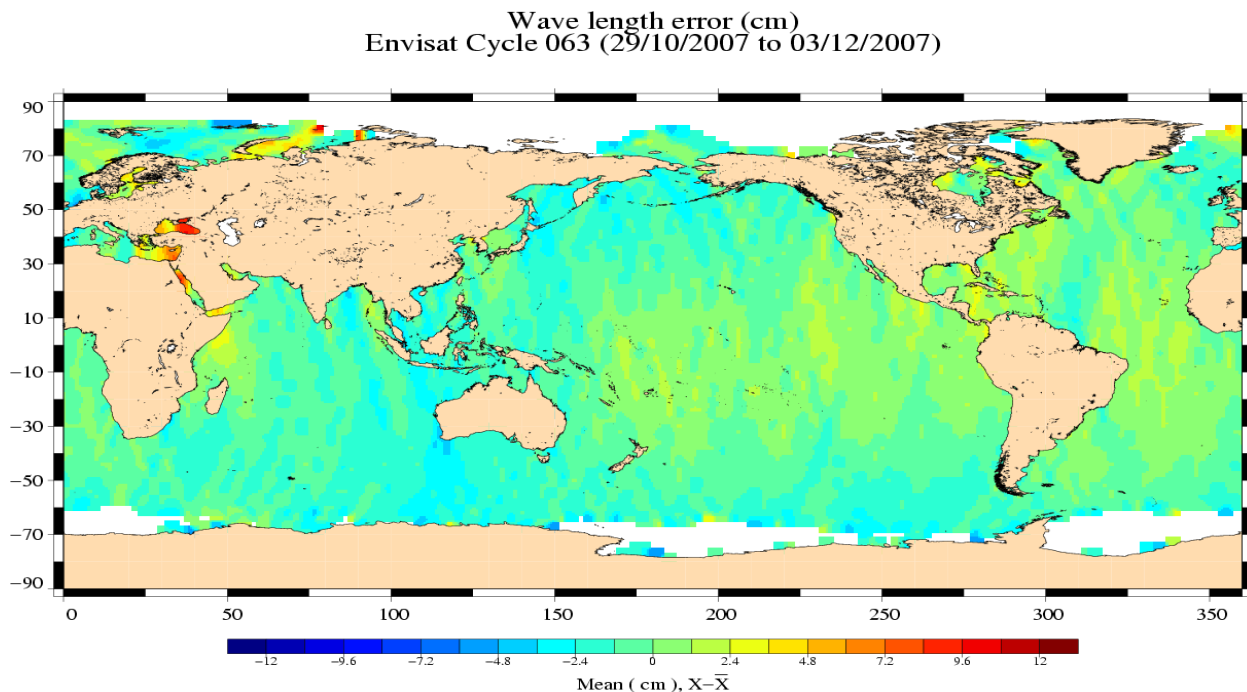 Wave length error (cm)
Envisat Cycle 063 (29/10/2007 to 03/12/2007)
90
70
50
30
10
−10
−30
−50
−70
−90
0 50 100 150 200 250 300 350
−12 −9.6 −7.2 −4.8 −2.4 0 2.4 4.8 7.2 9.6 12
Mean ( cm ), X−X̅